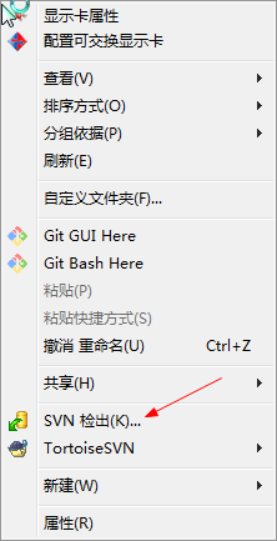 显示卡属性
配置可交换显示卡
查看(V)
排序方式(O)
分组依据(P)
刷新(E)
自定义文件夹(F)...
Git GUI Here
Git Bash Here
粘贴(P)
粘贴快捷方式(S)
撤消 重命名(U) Ctrl+Z
共享(H)
SVN 检出(K)...
TortoiseSVN
新建(W)
属性(R)